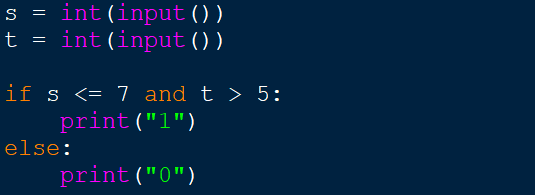 s = int(input())
t = int(input())
if s <= 7 and t > 5:
    print("1")
else:
    print("0")